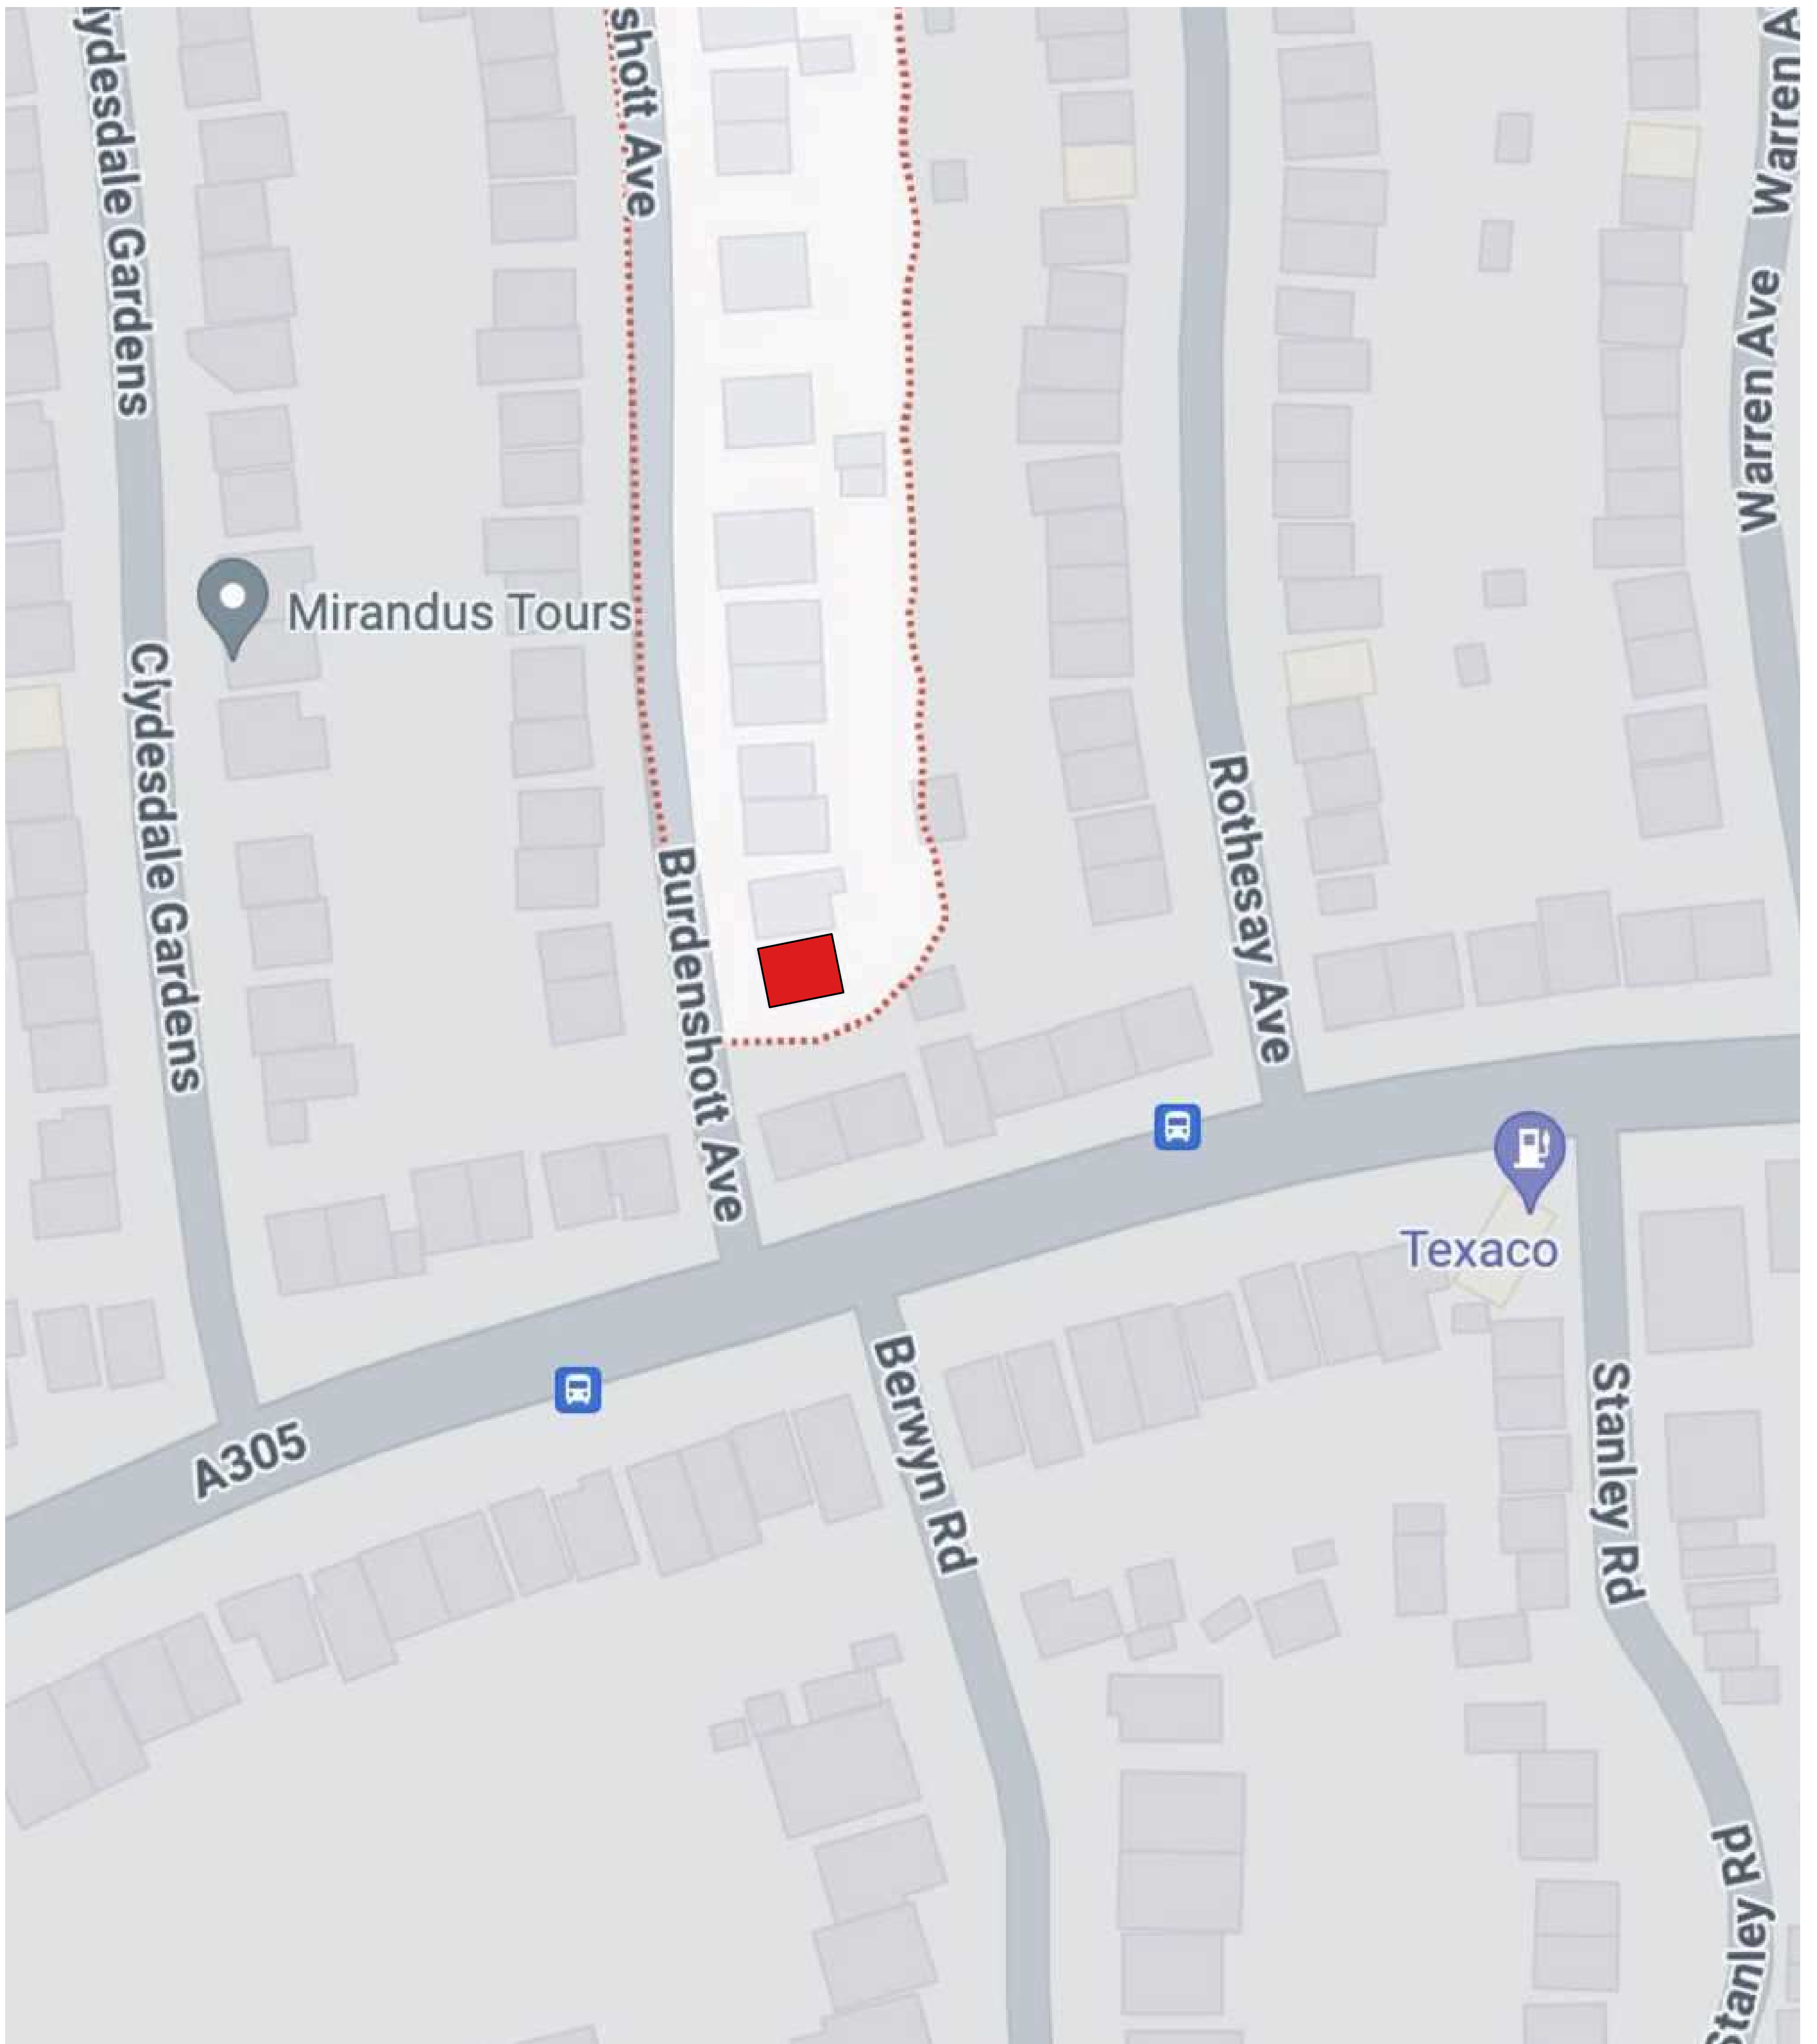 ydesdale Gardens
shott Ave
Warren A
Warren Ave
Mirandus Tours
Clydesdale Gardens
Rothesay Ave
Burdenshott Ave
Texaco
A305
Berwyn Rd
Stanley Rd
Stanley Rd